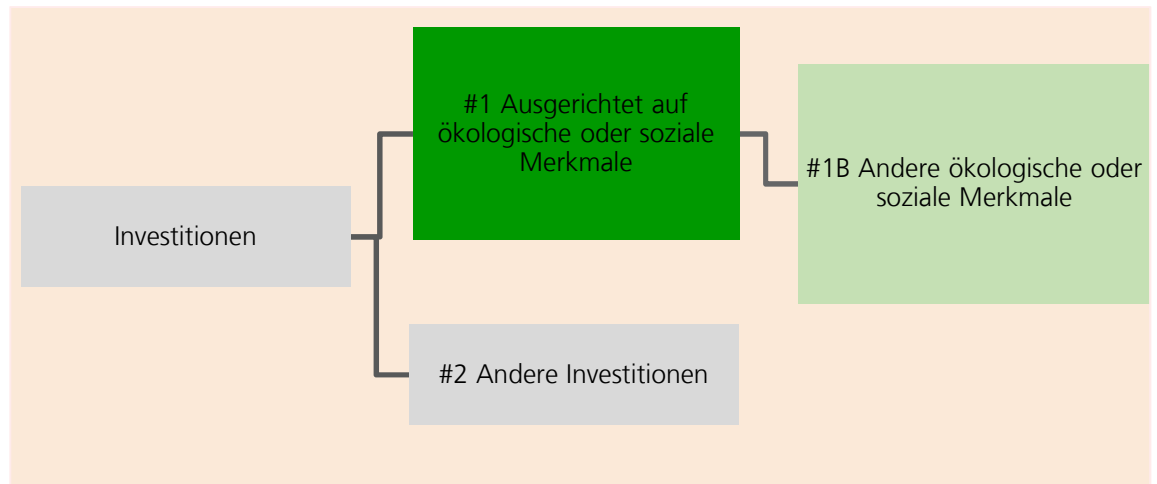 #1 Ausgerichtet auf
ökologische oder soziale
Merkmale
#1B Andere ökologische oder
soziale Merkmale
Investitionen
#2 Andere Investitionen